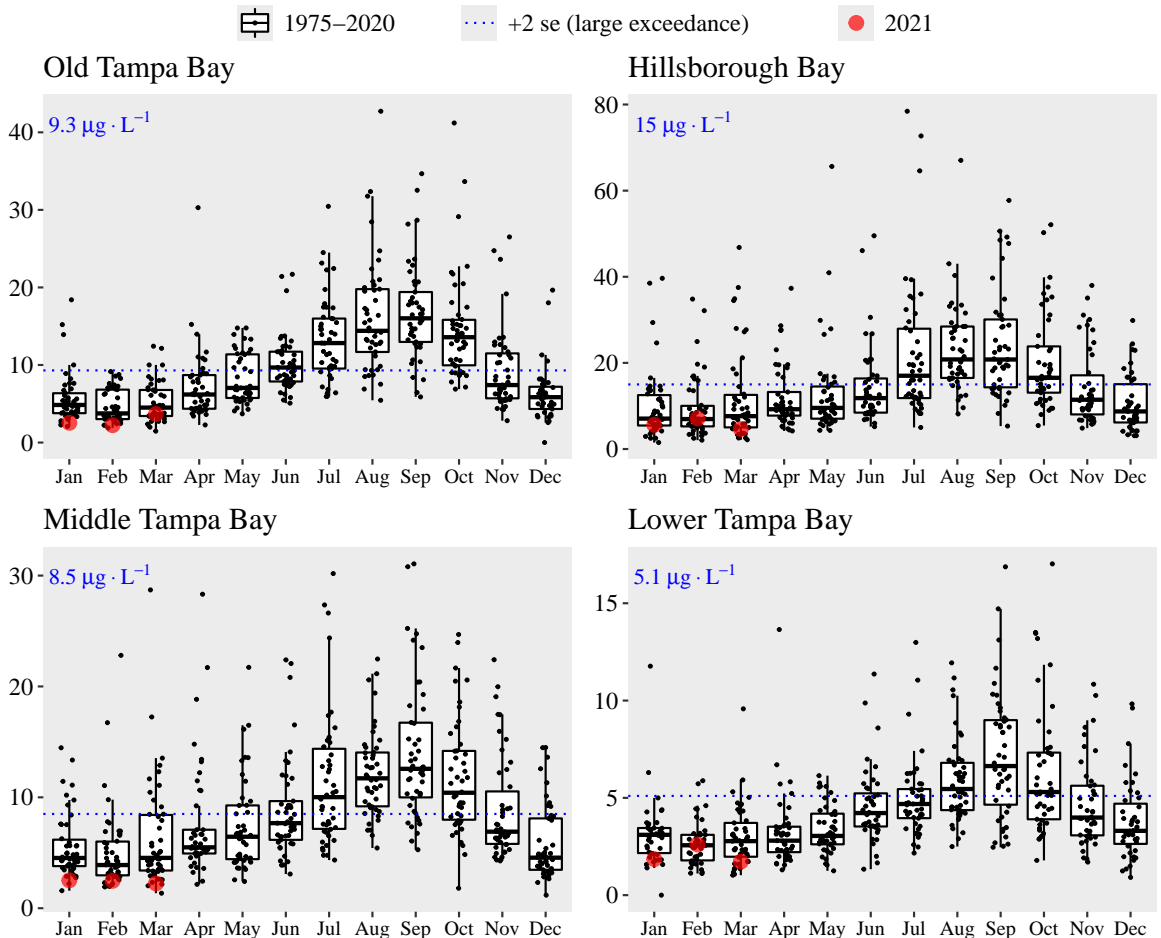 1975–2020 +2 se (large exceedance) 2021
Old Tampa Bay
9.3 μg · L⁻¹
40
30
20
10
0
Jan Feb Mar Apr May Jun Jul Aug Sep Oct Nov Dec
Hillsborough Bay
15 μg · L⁻¹
80
60
40
20
0
Jan Feb Mar Apr May Jun Jul Aug Sep Oct Nov Dec
Middle Tampa Bay
8.5 μg · L⁻¹
30
20
10
0
Jan Feb Mar Apr May Jun Jul Aug Sep Oct Nov Dec
Lower Tampa Bay
5.1 μg · L⁻¹
15
10
5
0
Jan Feb Mar Apr May Jun Jul Aug Sep Oct Nov Dec